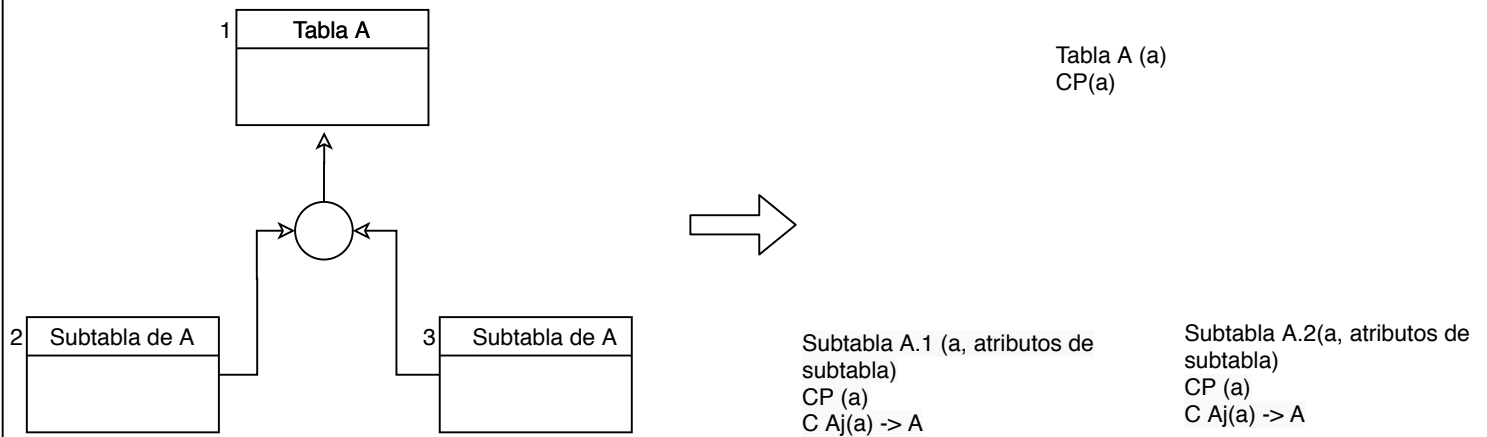 1
Tabla A
Tabla A (a)
CP(a)
2
Subtabla de A
3
Subtabla de A
Subtabla A.1 (a, atributos de
subtabla)
CP (a)
C Aj(a) -> A
Subtabla A.2(a, atributos de
subtabla)
CP (a)
C Aj(a) -> A